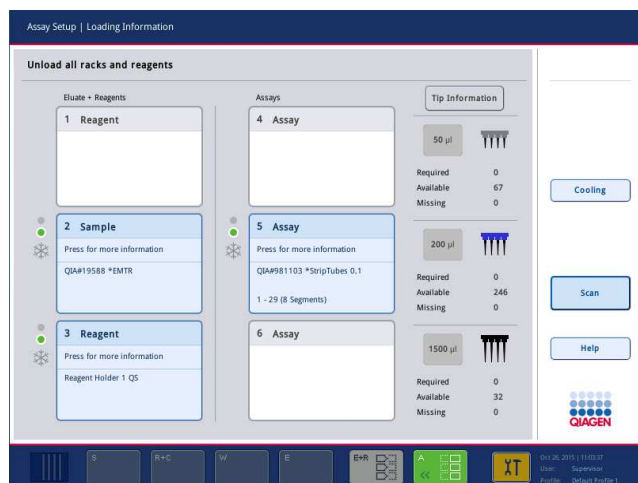 Assay Setup | Loading Information
Unload all racks and reagents
Eluate + Reagents
Assays
Tip Information
1 Reagent
4 Assay
50 µl
Required 0
Available 67
Missing 0
Cooling
2 Sample
Press for more information
QIA#19588 *EMTR
5 Assay
Press for more information
QIA#981103 *StripTubes 0.1
1 - 29 (8 Segments)
200 µl
Required 0
Available 246
Missing 0
Scan
3 Reagent
Press for more information
Reagent Holder 1 QS
6 Assay
1500 µl
Required 0
Available 32
Missing 0
Help
QIAGEN
S
R+C
W
E
E+R
A
Oct 26, 2015 | 11:03:37
User: Supervisor
Profile: Default Profile 1